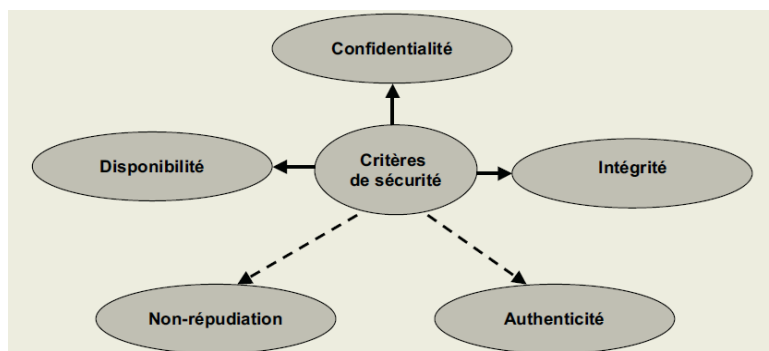 Confidentialité
Disponibilité
Critères
de sécurité
Intégrité
Non-répudiation
Authenticité